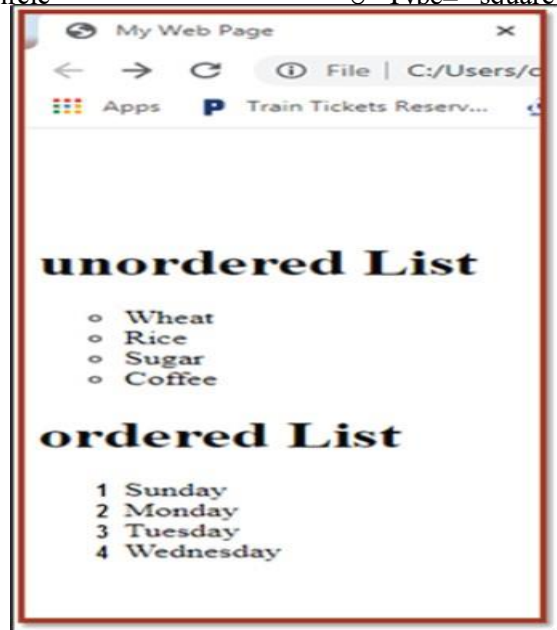 My Web Page ×
File | C:/Users/c
Apps Train Tickets Reserv...
unordered List
Wheat
Rice
Sugar
Coffee
ordered List
1 Sunday
2 Monday
3 Tuesday
4 Wednesday